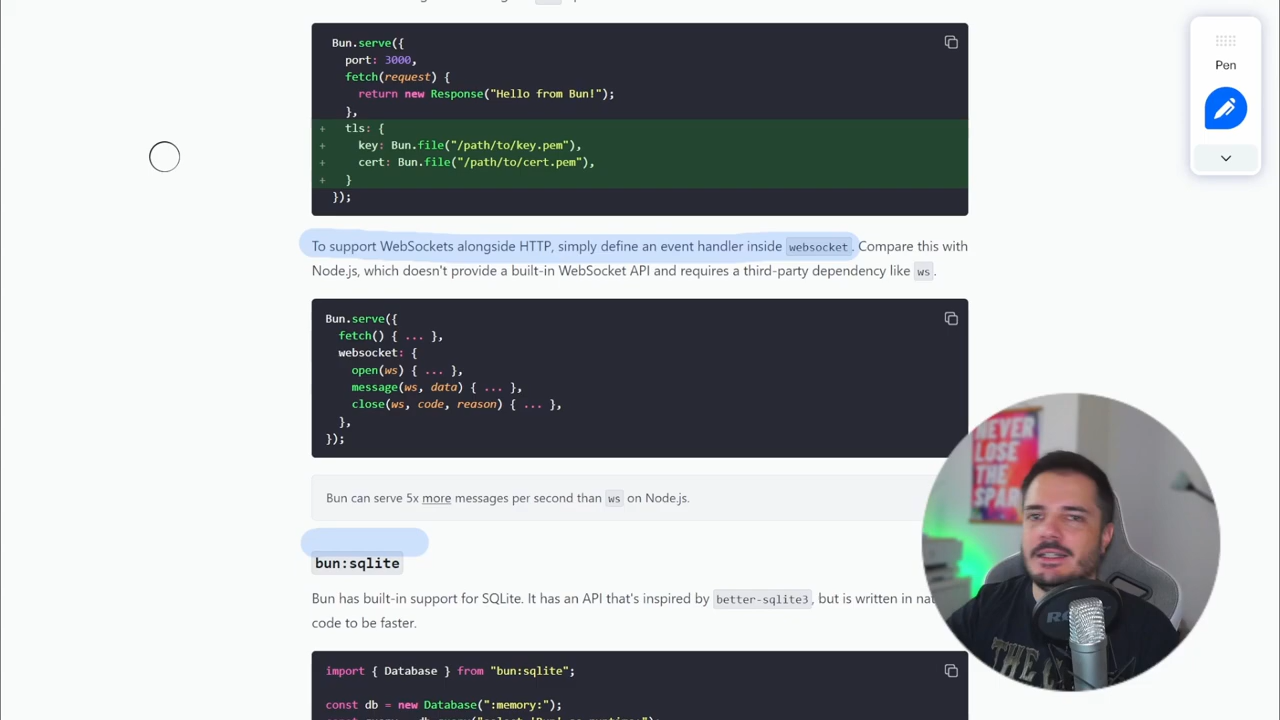 Bun.serve({
port: 3000,
fetch(request) {
return new Response("Hello from Bun!");
},
+ tls: {
+ key: Bun.file("/path/to/key.pem"),
+ cert: Bun.file("/path/to/cert.pem"),
+ }
});
Pen
To support WebSockets alongside HTTP, simply define an event handler inside websocket. Compare this with
Node.js, which doesn't provide a built-in WebSocket API and requires a third-party dependency like ws.
Bun.serve({
fetch() { ... },
websocket: {
open(ws) { ... },
message(ws, data) { ... },
close(ws, code, reason) { ... },
},
});
NEVER
LOSE
THE
SPAR
Bun can serve 5x more messages per second than ws on Node.js.
bun:sqlite
Bun has built-in support for SQLite. It has an API that's inspired by better-sqlite3, but is written in nat
code to be faster.
import { Database } from "bun:sqlite";
const db = new Database(":memory:");